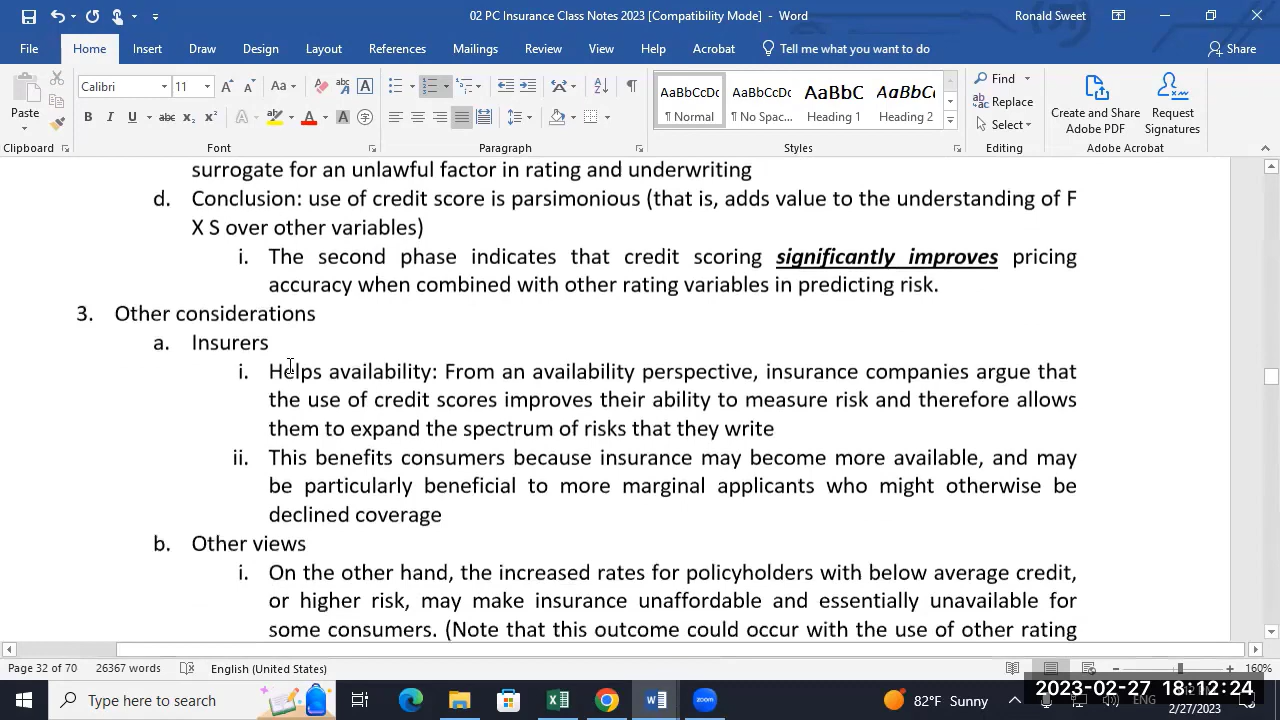 02 PC Insurance Class Notes 2023 [Compatibility Mode] - Word
Ronald Sweet
File Home Insert Draw Design Layout References Mailings Review View Help Acrobat Tell me what you want to do Share
Paste
Calibri 11
AaBbCcDc AaBbCcDc AaBbC AaBbC
¶ Normal ¶ No Spac... Heading 1 Heading 2
Find
Replace
Select
Create and Share Adobe PDF
Request Signatures
Clipboard Font Paragraph Styles Editing Adobe Acrobat
surrogate for an unlawful factor in rating and underwriting
d. Conclusion: use of credit score is parsimonious (that is, adds value to the understanding of F
X S over other variables)
i. The second phase indicates that credit scoring significantly improves pricing
accuracy when combined with other rating variables in predicting risk.
3. Other considerations
a. Insurers
i. Helps availability: From an availability perspective, insurance companies argue that
the use of credit scores improves their ability to measure risk and therefore allows
them to expand the spectrum of risks that they write
ii. This benefits consumers because insurance may become more available, and may
be particularly beneficial to more marginal applicants who might otherwise be
declined coverage
b. Other views
i. On the other hand, the increased rates for policyholders with below average credit,
or higher risk, may make insurance unaffordable and essentially unavailable for
some consumers. (Note that this outcome could occur with the use of other rating
Page 32 of 70 26367 words English (United States) 160%
Type here to search
zoom
82°F Sunny
ENG
2023-02-27 18:12:24
2/27/2023